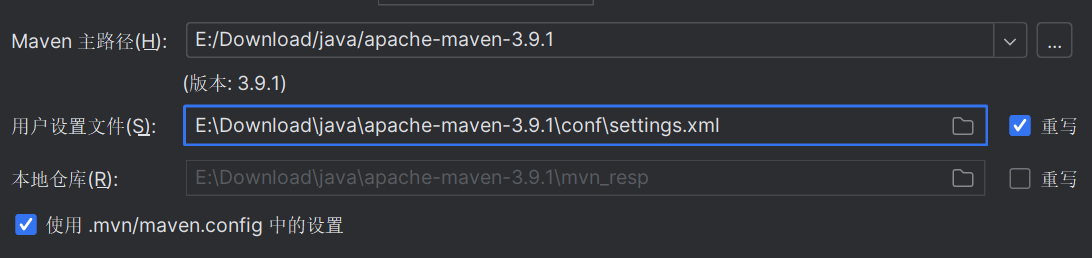 Maven 主路径(H): E:/Download/java/apache-maven-3.9.1 ...
(版本: 3.9.1)
用户设置文件(S): E:\Download\java\apache-maven-3.9.1\conf\settings.xml 重写
本地仓库(R): E:\Download\java\apache-maven-3.9.1\mvn_resp 重写
使用 .mvn/maven.config 中的设置